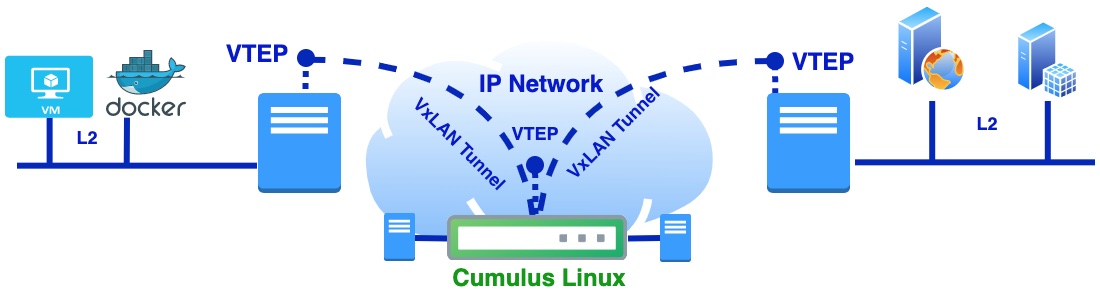 VTEP
VTEP
IP Network
VM
docker
VxLAN Tunnel
VTEP
VxLAN Tunnel
L2
L2
Cumulus Linux